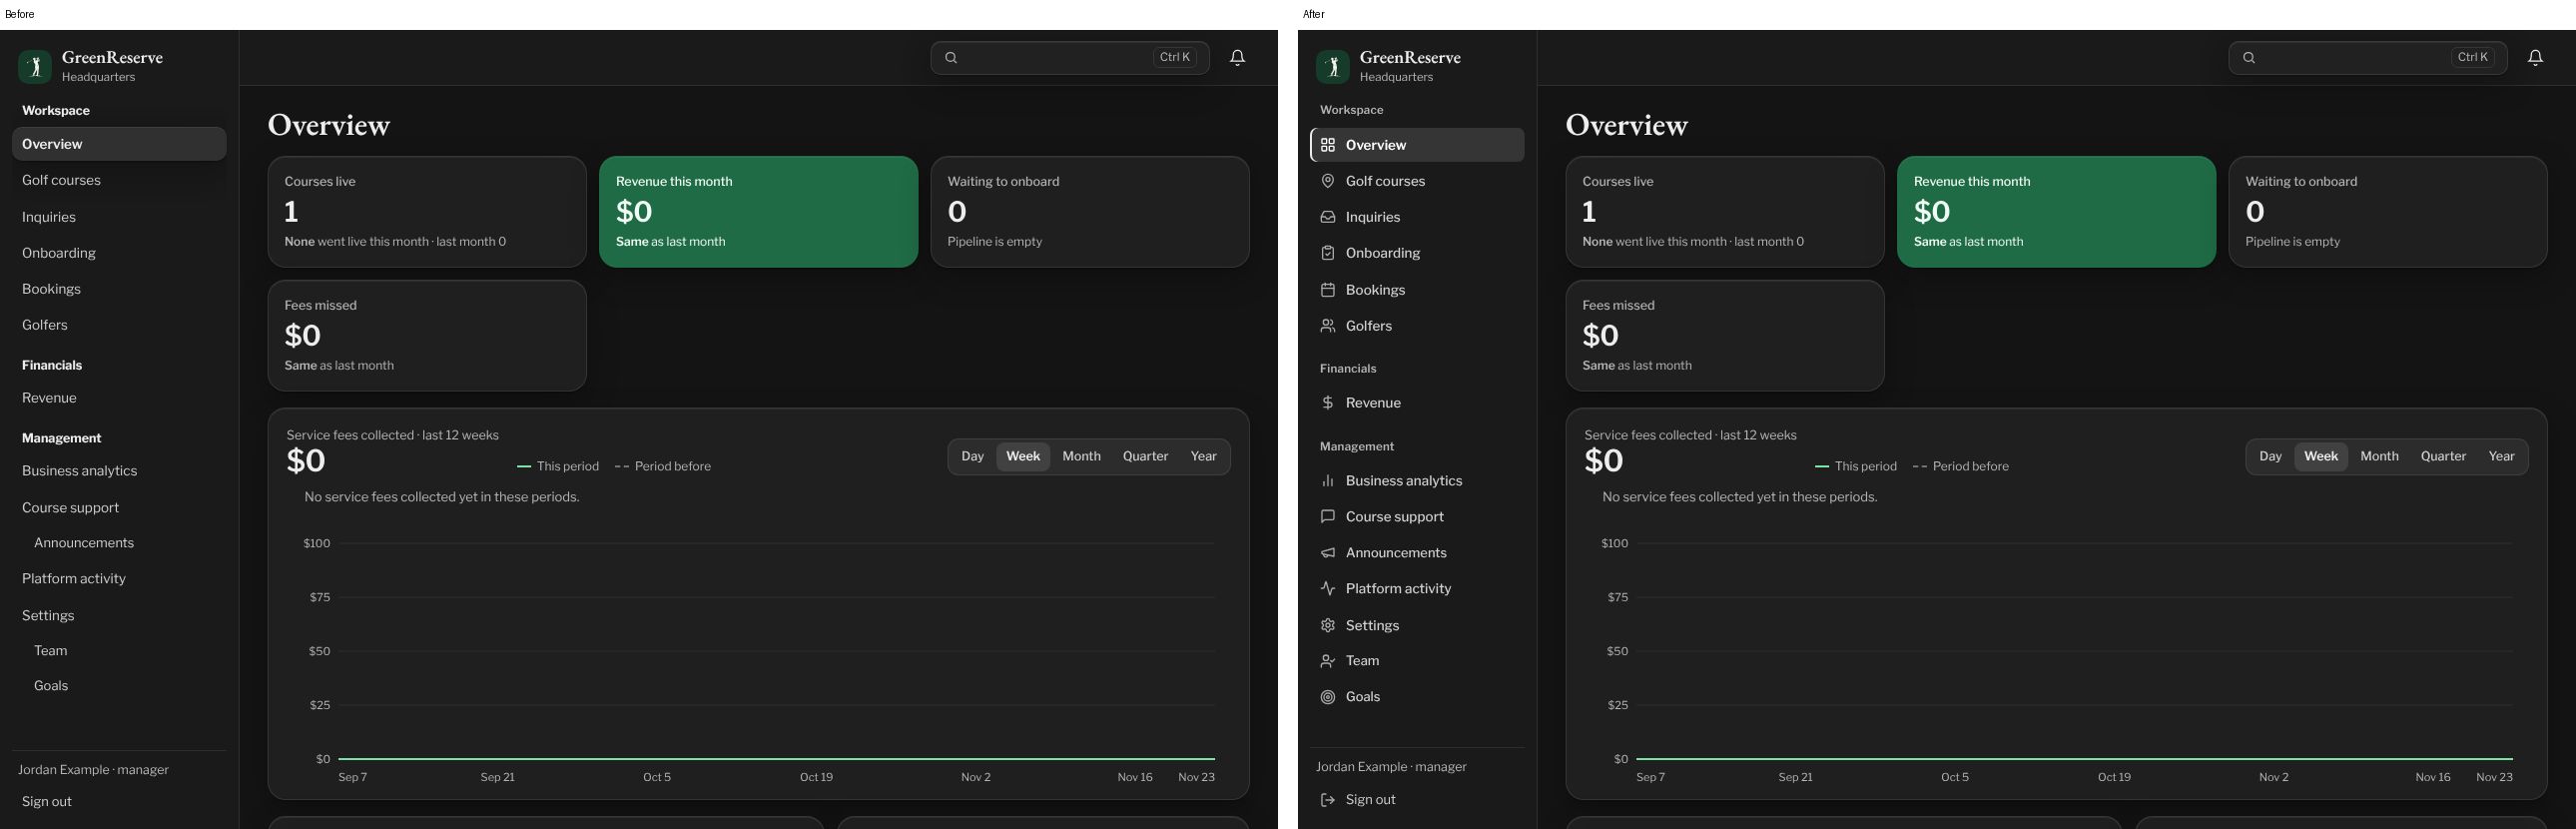 Before
GreenReserve
Headquarters
Workspace
Overview
Golf courses
Inquiries
Onboarding
Bookings
Golfers
Financials
Revenue
Management
Business analytics
Course support
Announcements
Platform activity
Settings
Team
Goals
Jordan Example · manager
Sign out
Ctrl K
Overview
Courses live
1
None went live this month · last month 0
Revenue this month
$0
Same as last month
Waiting to onboard
0
Pipeline is empty
Fees missed
$0
Same as last month
Service fees collected · last 12 weeks
$0
This period
Period before
Day Week Month Quarter Year
No service fees collected yet in these periods.
$100
$75
$50
$25
$0
Sep 7 Sep 21 Oct 5 Oct 19 Nov 2 Nov 16 Nov 23
After
GreenReserve
Headquarters
Workspace
Overview
Golf courses
Inquiries
Onboarding
Bookings
Golfers
Financials
Revenue
Management
Business analytics
Course support
Announcements
Platform activity
Settings
Team
Goals
Jordan Example · manager
Sign out
Ctrl K
Overview
Courses live
1
None went live this month · last month 0
Revenue this month
$0
Same as last month
Waiting to onboard
0
Pipeline is empty
Fees missed
$0
Same as last month
Service fees collected · last 12 weeks
$0
This period
Period before
Day Week Month Quarter Year
No service fees collected yet in these periods.
$100
$75
$50
$25
$0
Sep 7 Sep 21 Oct 5 Oct 19 Nov 2 Nov 16 Nov 23